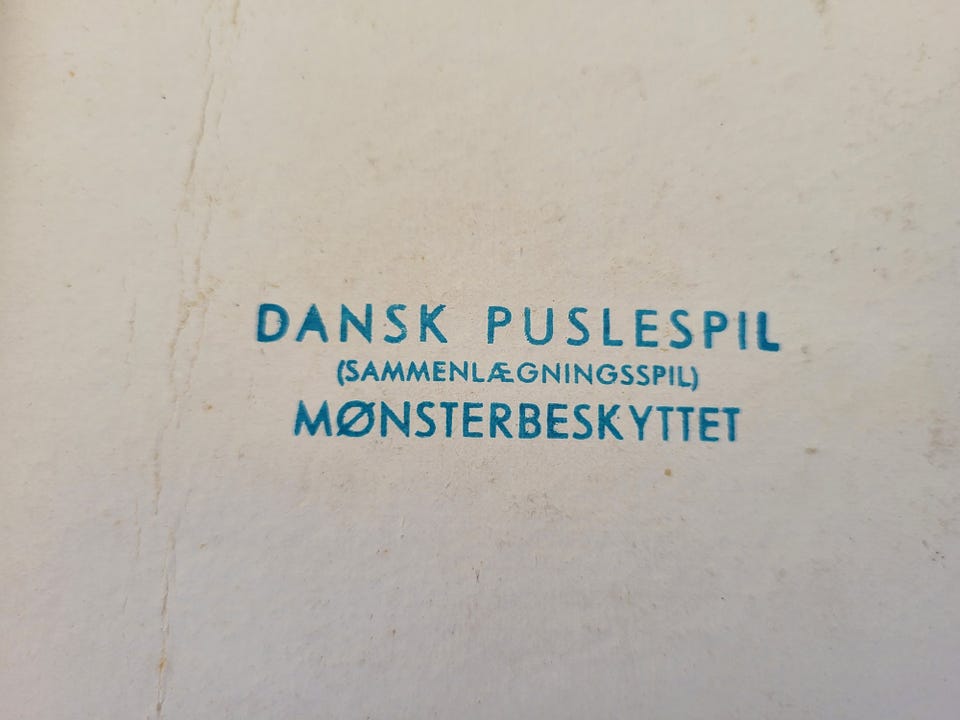 DANSK PUSLESPIL
(SAMMENLÆGNINGSSPIL)
MØNSTERBESKYTTET